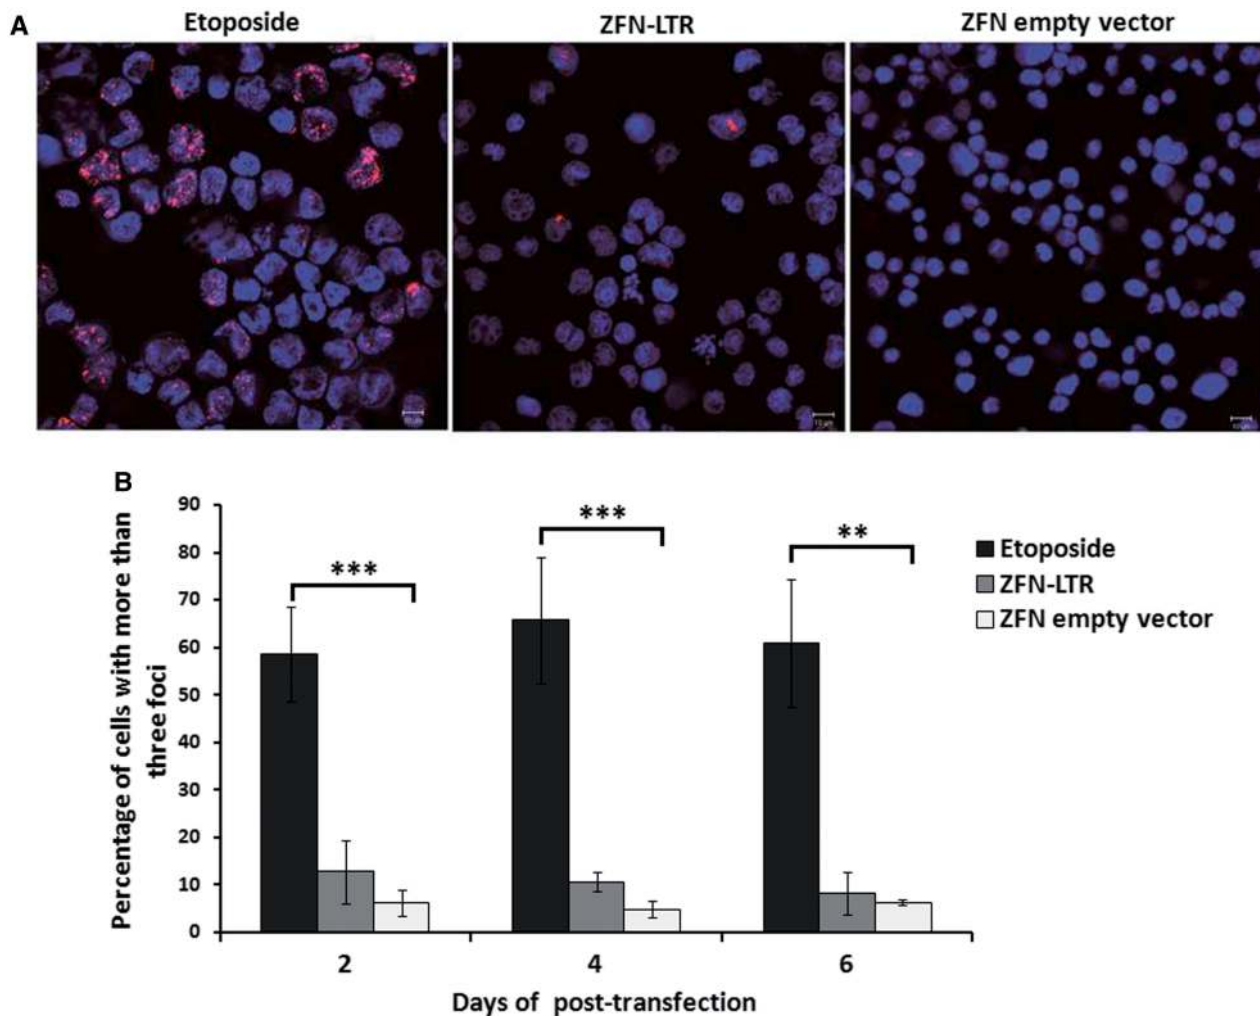 A
Etoposide
ZFN-LTR
ZFN empty vector
B
Percentage of cells with more than
three foci
90
80
70
60
50
40
30
20
10
0
***
***
**
Etoposide
ZFN-LTR
ZFN empty vector
2
4
6
Days of post-transfection